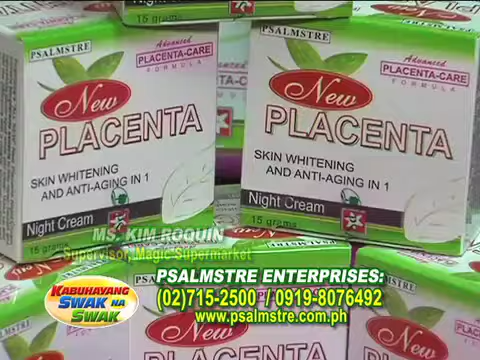 15 grams
PSALMSTRE
Advanced
PLACENTA-CARE
FORMULA
New
PLACENTA
SKIN WHITENING
AND ANTI-AGING IN 1
Night Cream
15 grams
PSALMSTRE
Advanced
PLACENTA-CARE
FORMULA
New
PLACENTA
SKIN WHITENING
AND ANTI-AGING IN 1
Night Cream
15 grams
MS. KIM ROQUIN
Supervisor, Magic Supermarket
KABUHAYANG
SWAK NA
SWAK
PSALMSTRE ENTERPRISES:
(02)715-2500 / 0919-8076492
www.psalmstre.com.ph
New
PLACENTA
New
PLACENTA